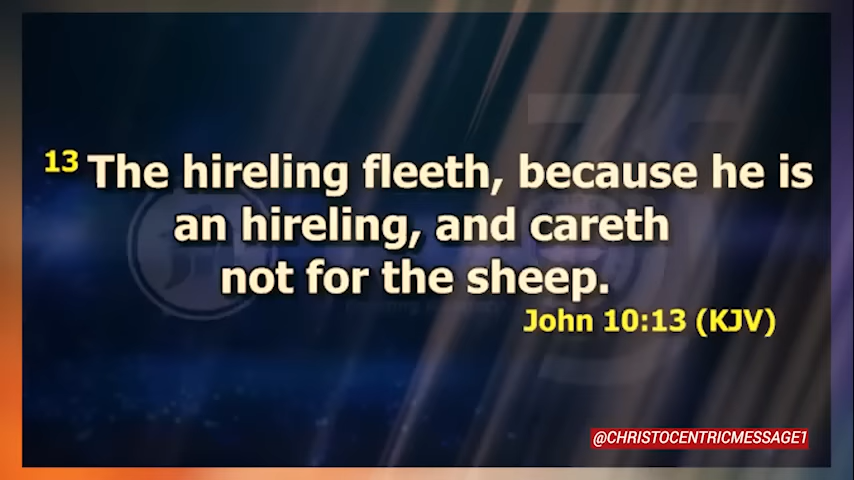 13 The hireling fleeth, because he is
an hireling, and careth
not for the sheep.
John 10:13 (KJV)
@CHRISTOCENTRICMESSAGE1